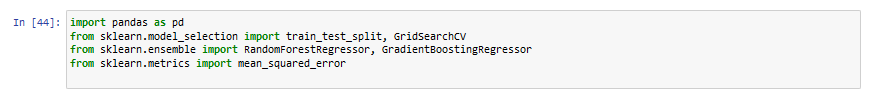 In [44]: import pandas as pd
from sklearn.model_selection import train_test_split, GridSearchCV
from sklearn.ensemble import RandomForestRegressor, GradientBoostingRegressor
from sklearn.metrics import mean_squared_error